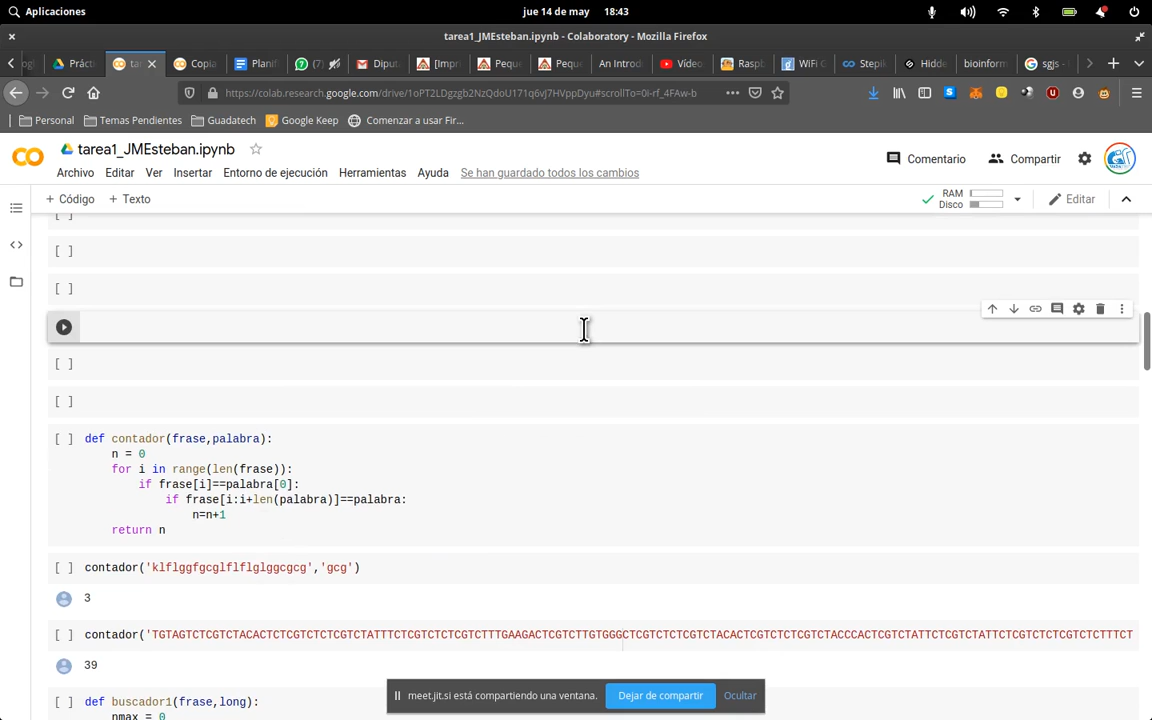 Aplicaciones
jue 14 de may 18:43
tarea1_JMEsteban.ipynb - Colaboratory - Mozilla Firefox
Prácti
Copia
Planif
(7)
Diput
[Impri
Peque
Peque
An Introd
Vídeo
Raspb
WiFi G
Stepik
Hidde
bioinform
sgjs -
https://colab.research.google.com/drive/1oPT2LDgzgb2NzQdoU171q6vJ7HVppDyu#scrollTo=0i-rf_4FAw-b
Personal
Temas Pendientes
Guadatech
Google Keep
Comenzar a usar Fir...
tarea1_JMEsteban.ipynb
Comentario
Compartir
Archivo Editar Ver Insertar Entorno de ejecución Herramientas Ayuda Se han guardado todos los cambios
+ Código + Texto
RAM
Disco
Editar
[ ]
[ ]
[ ]
[ ]
[ ]
[ ] def contador(frase,palabra):
n = 0
for i in range(len(frase)):
if frase[i]==palabra[0]:
if frase[i:i+len(palabra)]==palabra:
n=n+1
return n
[ ] contador('klflggfgcglflflglggcgcg','gcg')
3
[ ] contador('TGTAGTCTCGTCTACACTCTCGTCTCTCGTCTATTTCTCGTCTCTCGTCTTTGAAGACTCGTCTTGTGGGCTCGTCTCTCGTCTACACTCGTCTCTCGTCTACCCACTCGTCTATTCTCGTCTATTCTCGTCTCTCGTCTCTTTCT
39
[ ] def buscador1(frase,long):
nmax = 0
meet.jit.si está compartiendo una ventana.
Dejar de compartir
Ocultar